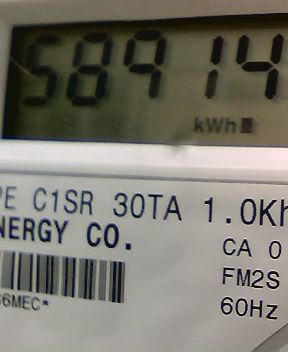 58914
kWh
PE C1SR 30TA 1.0Kh
NERGY CO.
CA 0
FM2S
60Hz
6MEC*